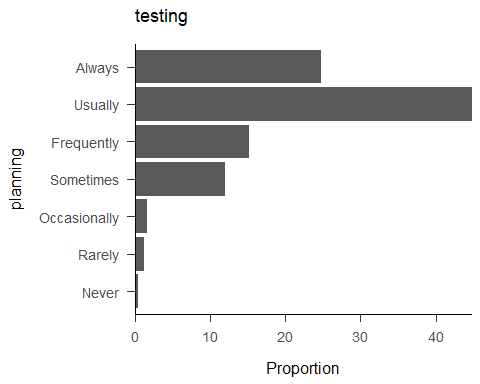 testing
planning
Always
Usually
Frequently
Sometimes
Occasionally
Rarely
Never
0 10 20 30 40
Proportion